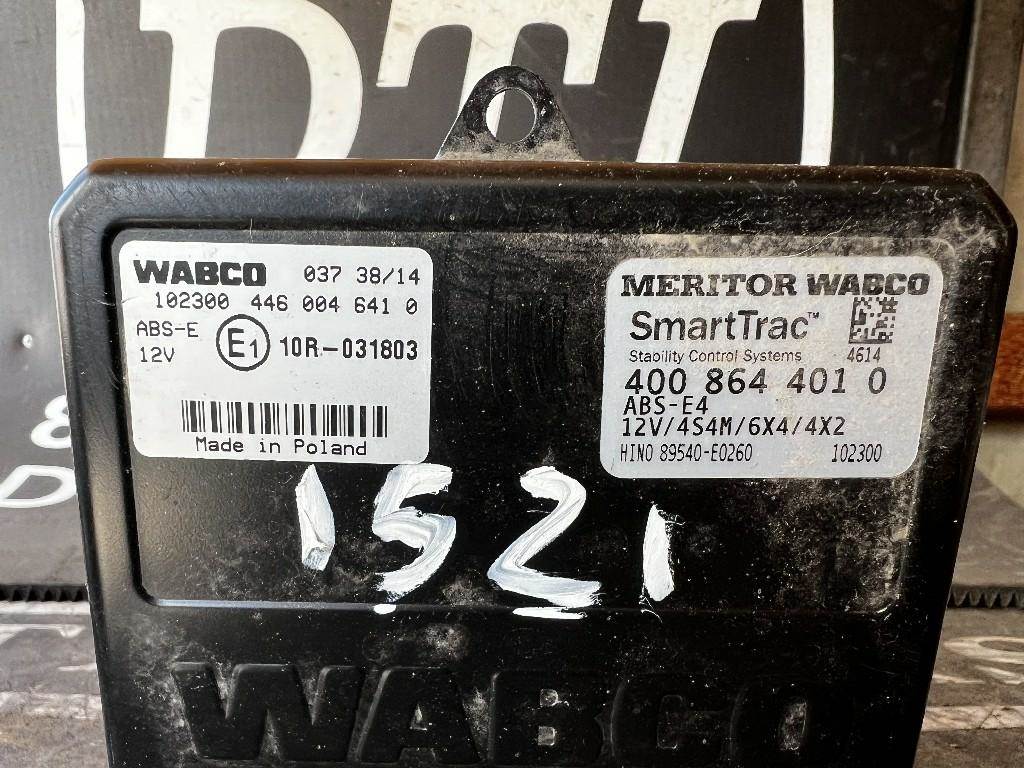 DTI
WABCO 037 38/14
102300 446 004 641 0
ABS-E
12V
E1 10R-031803
Made in Poland
MERITOR WABCO
SmartTrac™
Stability Control Systems 4614
400 864 401 0
ABS-E4
12V/4S4M/6X4/4X2
HINO 89540-E0260 102300
1521
WABCO